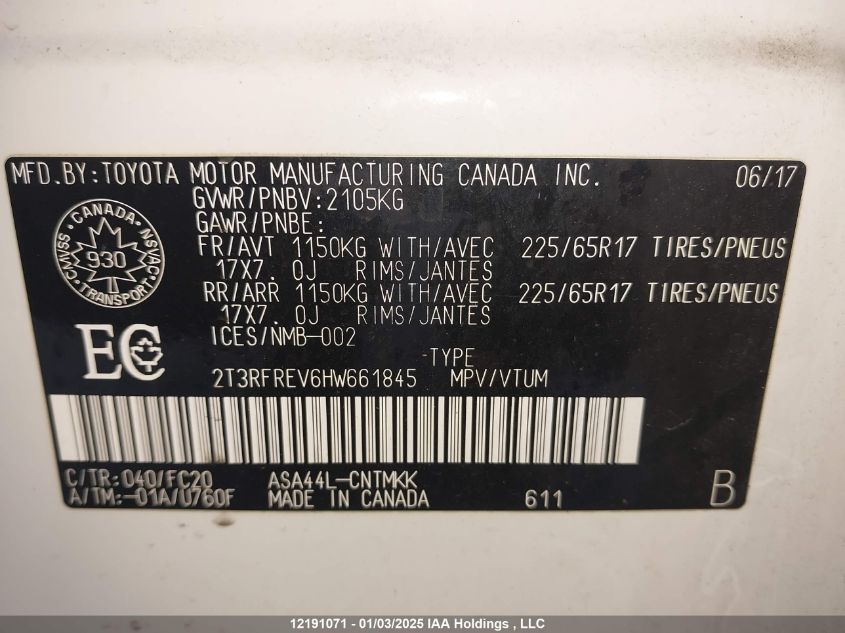 MFD.BY:TOYOTA MOTOR MANUFACTURING CANADA INC. 06/17
GVWR/PNBV:2105KG
GAWR/PNBE:
FR/AVT 1150KG WITH/AVEC 225/65R17 TIRES/PNEUS
17X7. 0J RIMS/JANTES
RR/ARR 1150KG WITH/AVEC 225/65R17 TIRES/PNEUS
17X7. 0J RIMS/JANTES
ICES/NMB-002
CANADA
CMVSS 930 NSVAC
TRANSPORT
EC
TYPE
2T3RFREV6HW661845 MPV/VTUM
C/TR:040/FC20 ASA44L-CNTMKK
A/TM:-01A/U760F MADE IN CANADA 611 B
12191071 - 01/03/2025 IAA Holdings , LLC